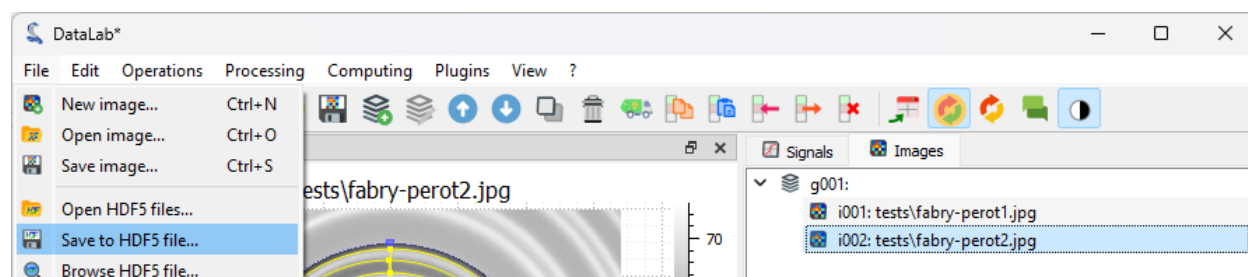 DataLab*
File Edit Operations Processing Computing Plugins View ?
New image... Ctrl+N
Open image... Ctrl+O
Save image... Ctrl+S
Open HDF5 files...
Save to HDF5 file...
Browse HDF5 file...
ests\fabry-perot2.jpg
70
Signals Images
g001:
i001: tests\fabry-perot1.jpg
i002: tests\fabry-perot2.jpg